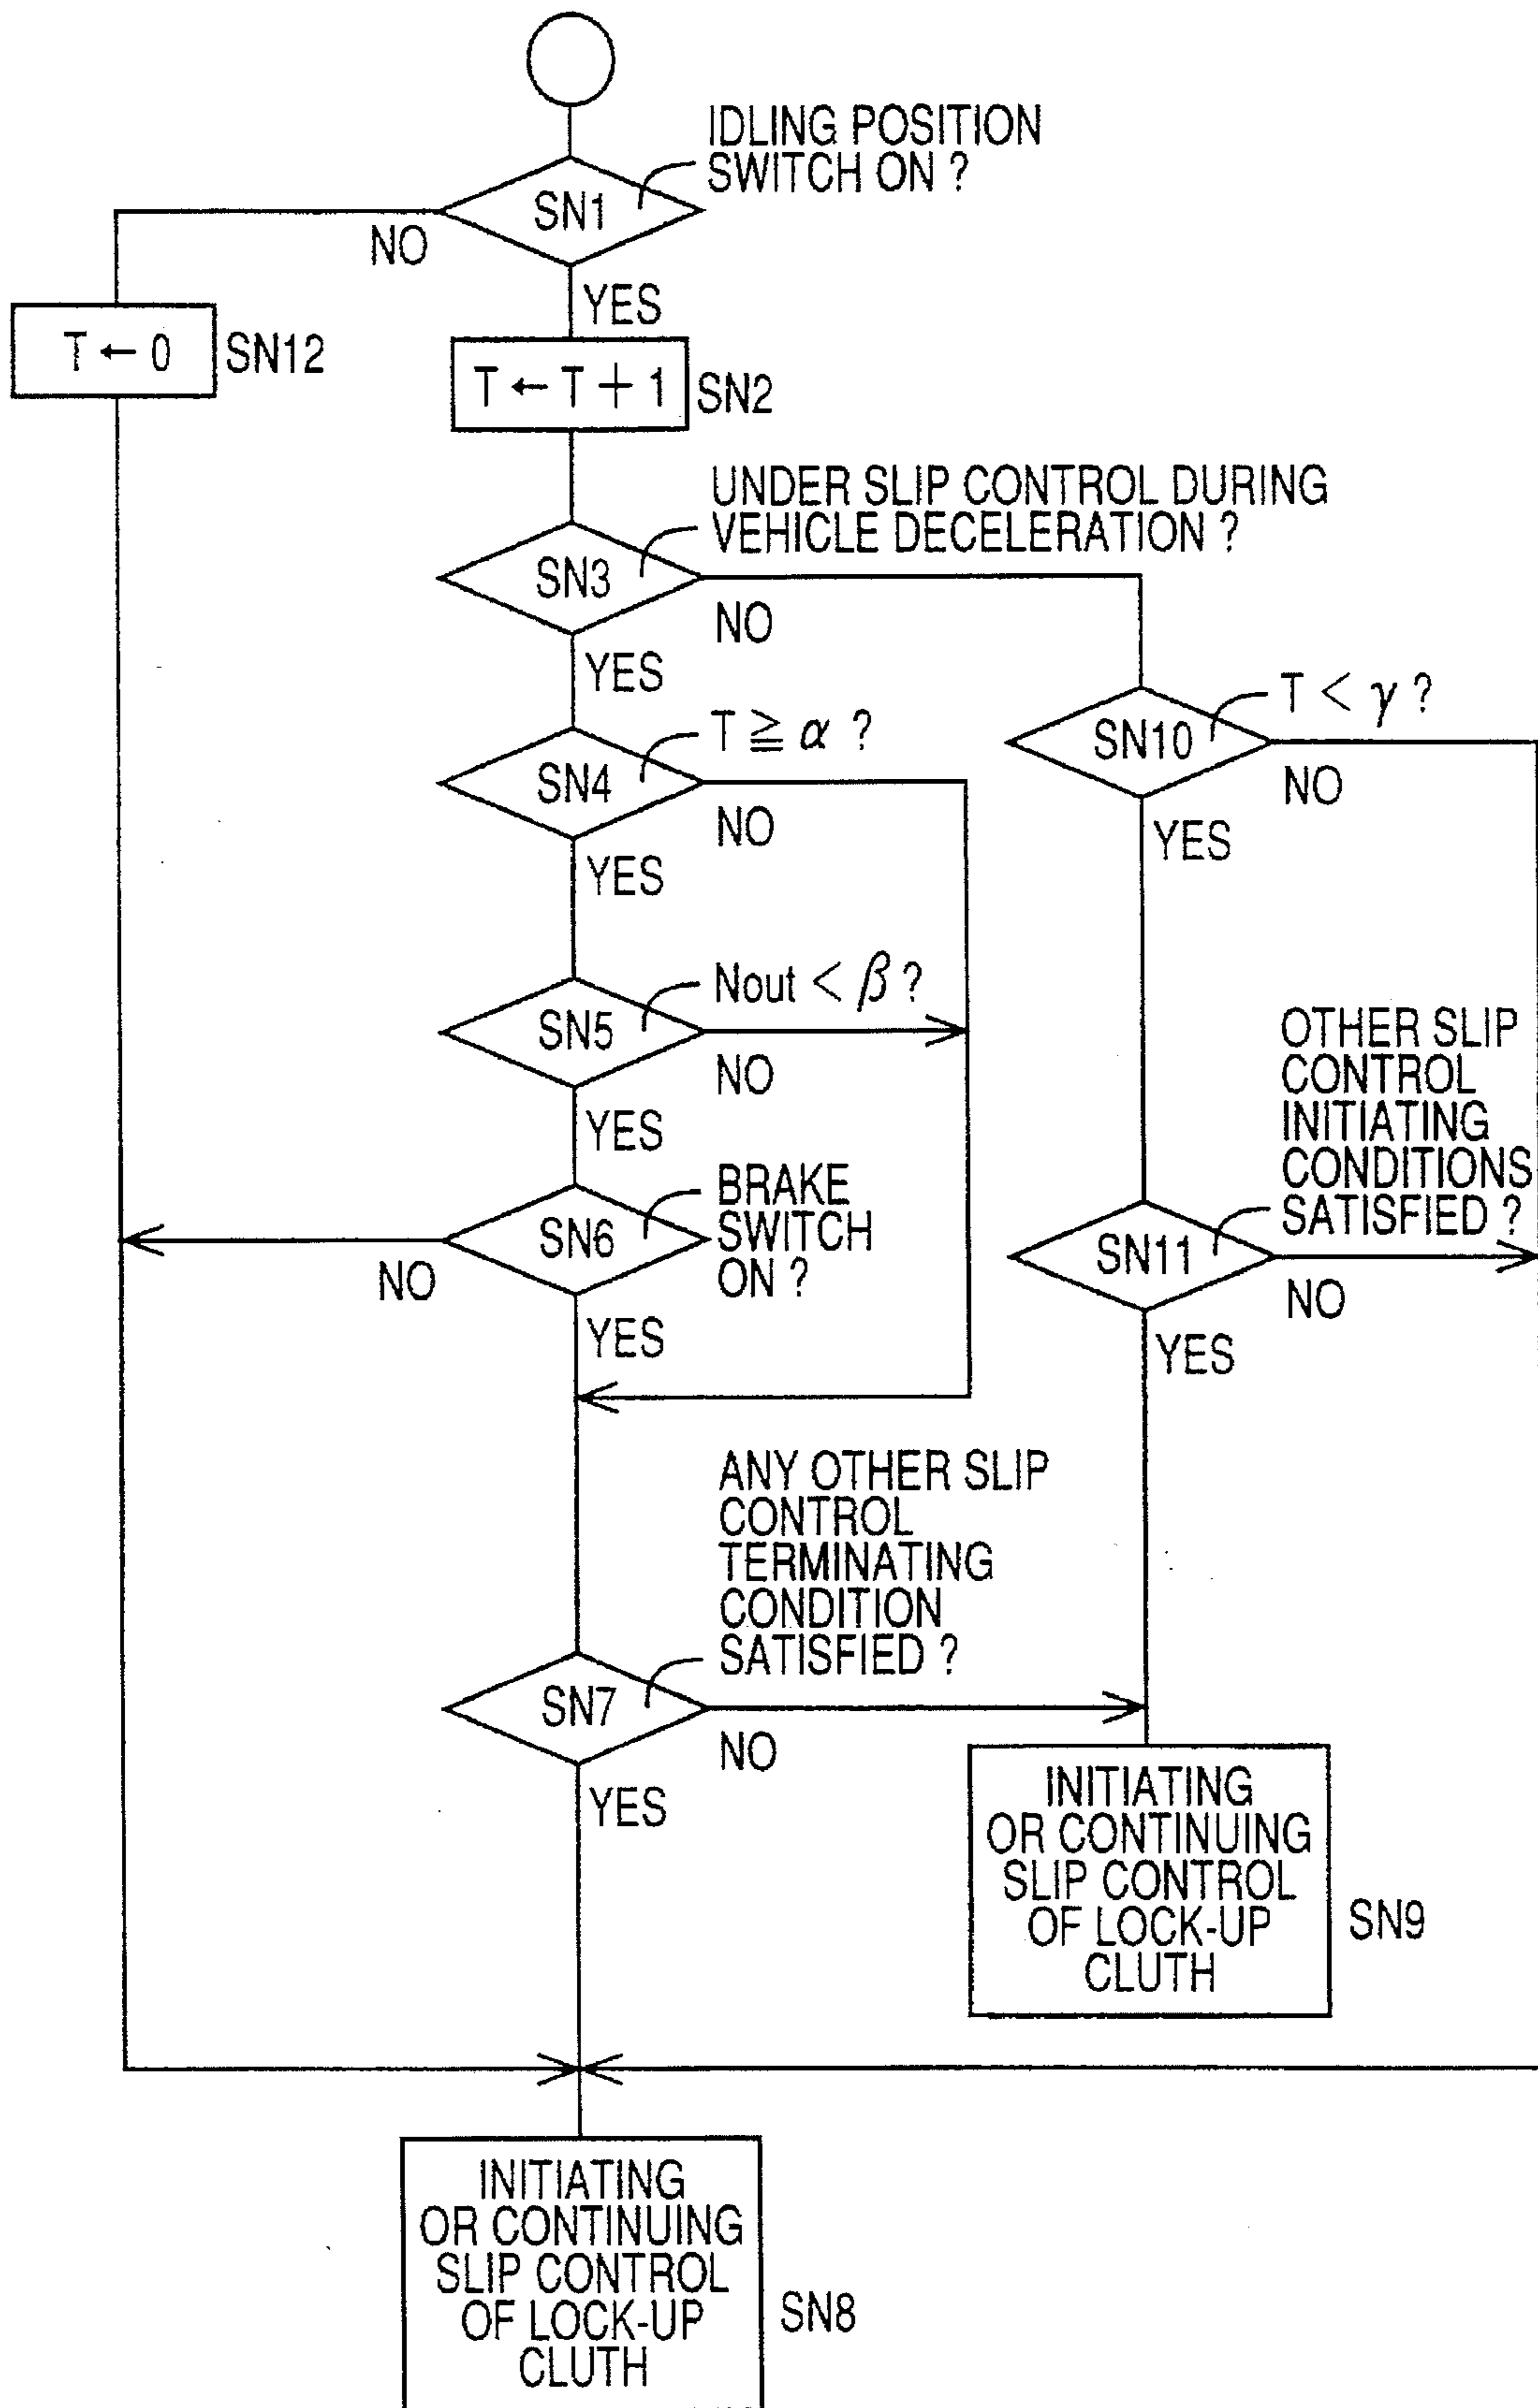 IDLING POSITION
SWITCH ON ?
SN1
NO
YES
T ← 0
SN12
T ← T + 1
SN2
UNDER SLIP CONTROL DURING
VEHICLE DECELERATION ?
SN3
NO
YES
T < γ ?
SN10
NO
YES
T ≧ α ?
SN4
NO
YES
Nout < β ?
SN5
NO
YES
OTHER SLIP
CONTROL
INITIATING
CONDITIONS
SATISFIED ?
SN11
NO
YES
BRAKE
SWITCH
ON ?
SN6
NO
YES
ANY OTHER SLIP
CONTROL
TERMINATING
CONDITION
SATISFIED ?
SN7
NO
YES
INITIATING
OR CONTINUING
SLIP CONTROL
OF LOCK-UP
CLUTH
SN9
INITIATING
OR CONTINUING
SLIP CONTROL
OF LOCK-UP
CLUTH
SN8